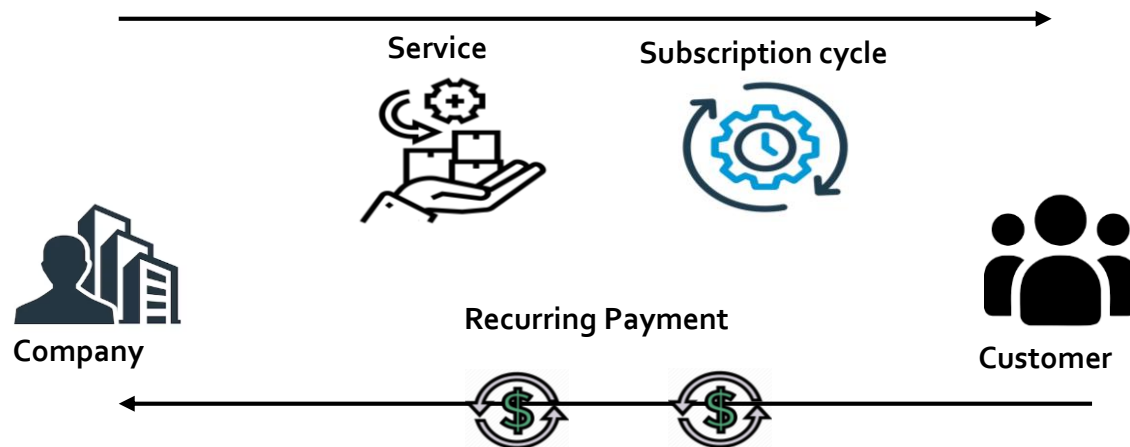 Service
Subscription cycle
Recurring Payment
Company
Customer
$
$